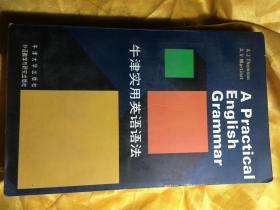 A Practical
English
Grammar
A.J. Thomson
A.V. Martinet
牛津实用英语语法
牛津大学出版社
外语教学与研究出版社